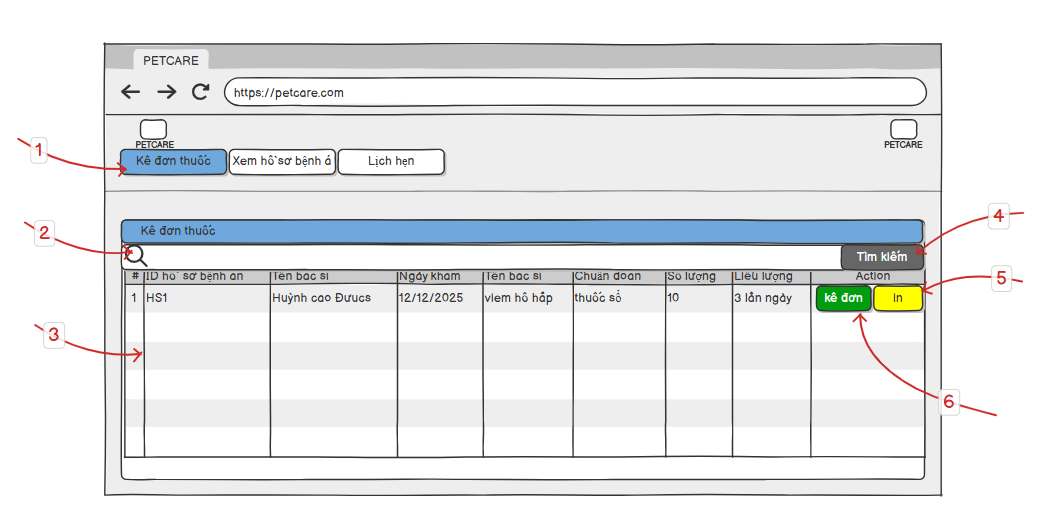 PETCARE
https://petcare.com
PETCARE
PETCARE
1
Kê đơn thuốc
Xem hồ sơ bệnh á
Lịch hẹn
4
2
Kê đơn thuốc
Tìm kiếm
5
# ID hồ sơ bệnh án Tên bác sĩ Ngày khám Tên bác sĩ Chuẩn đoán Số lượng Liều lượng Action
1 HS1 Huỳnh cao Đưucs 12/12/2025 viem hô hấp thuốc sổ 10 3 lần ngày kê đơn In
3
6